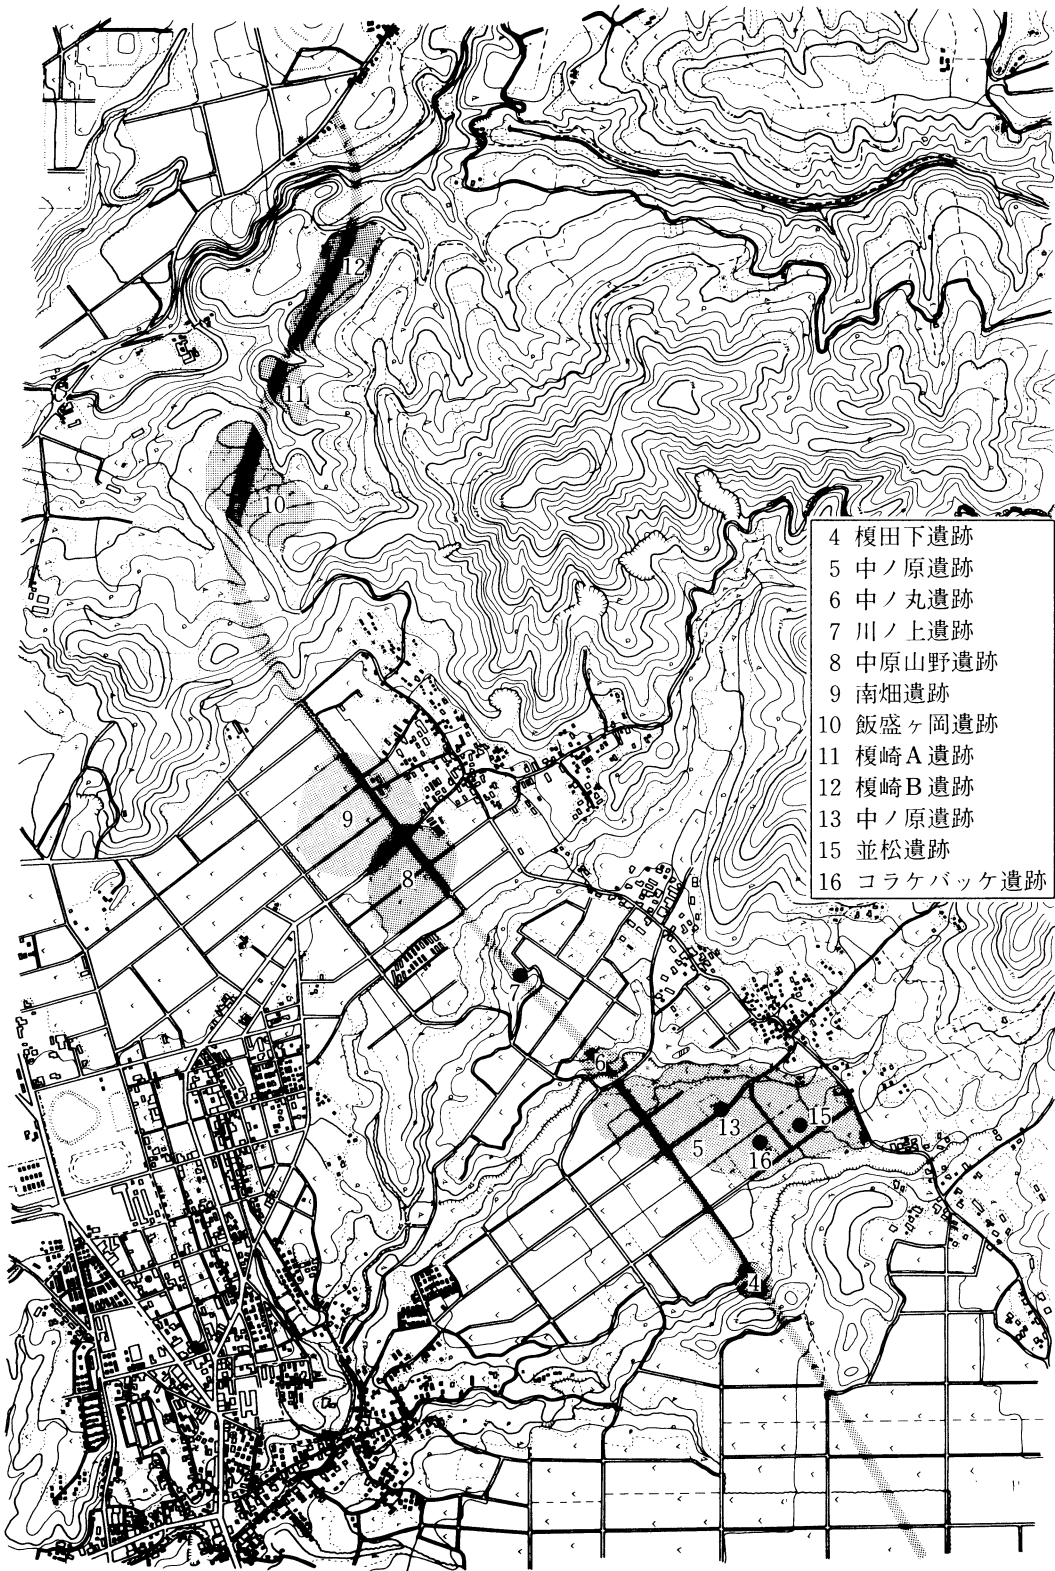 12
11
10
9
8
7
6
13
15
5
16
4
4 榎田下遺跡
5 中ノ原遺跡
6 中ノ丸遺跡
7 川ノ上遺跡
8 中原山野遺跡
9 南畑遺跡
10 飯盛ヶ岡遺跡
11 榎崎A遺跡
12 榎崎B遺跡
13 中ノ原遺跡
15 並松遺跡
16 コラケバッケ遺跡